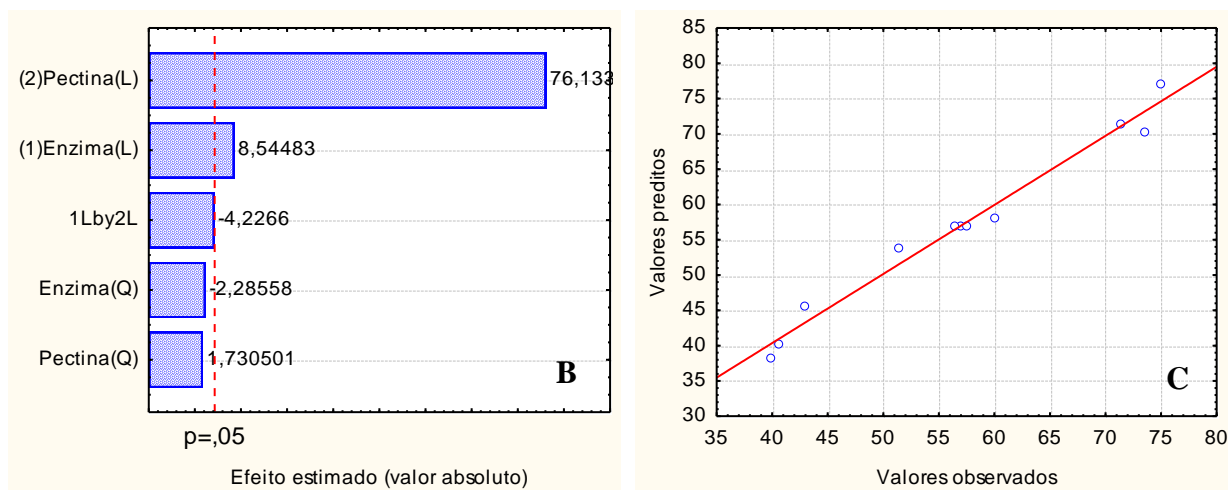 (2)Pectina(L)
76,133
(1)Enzima(L)
8,54483
1Lby2L
-4,2266
Enzima(Q)
-2,28558
Pectina(Q)
1,730501
B
p=,05
Efeito estimado (valor absoluto)
85
80
75
70
65
60
55
50
45
40
35
30
Valores preditos
C
35 40 45 50 55 60 65 70 75 80
Valores observados